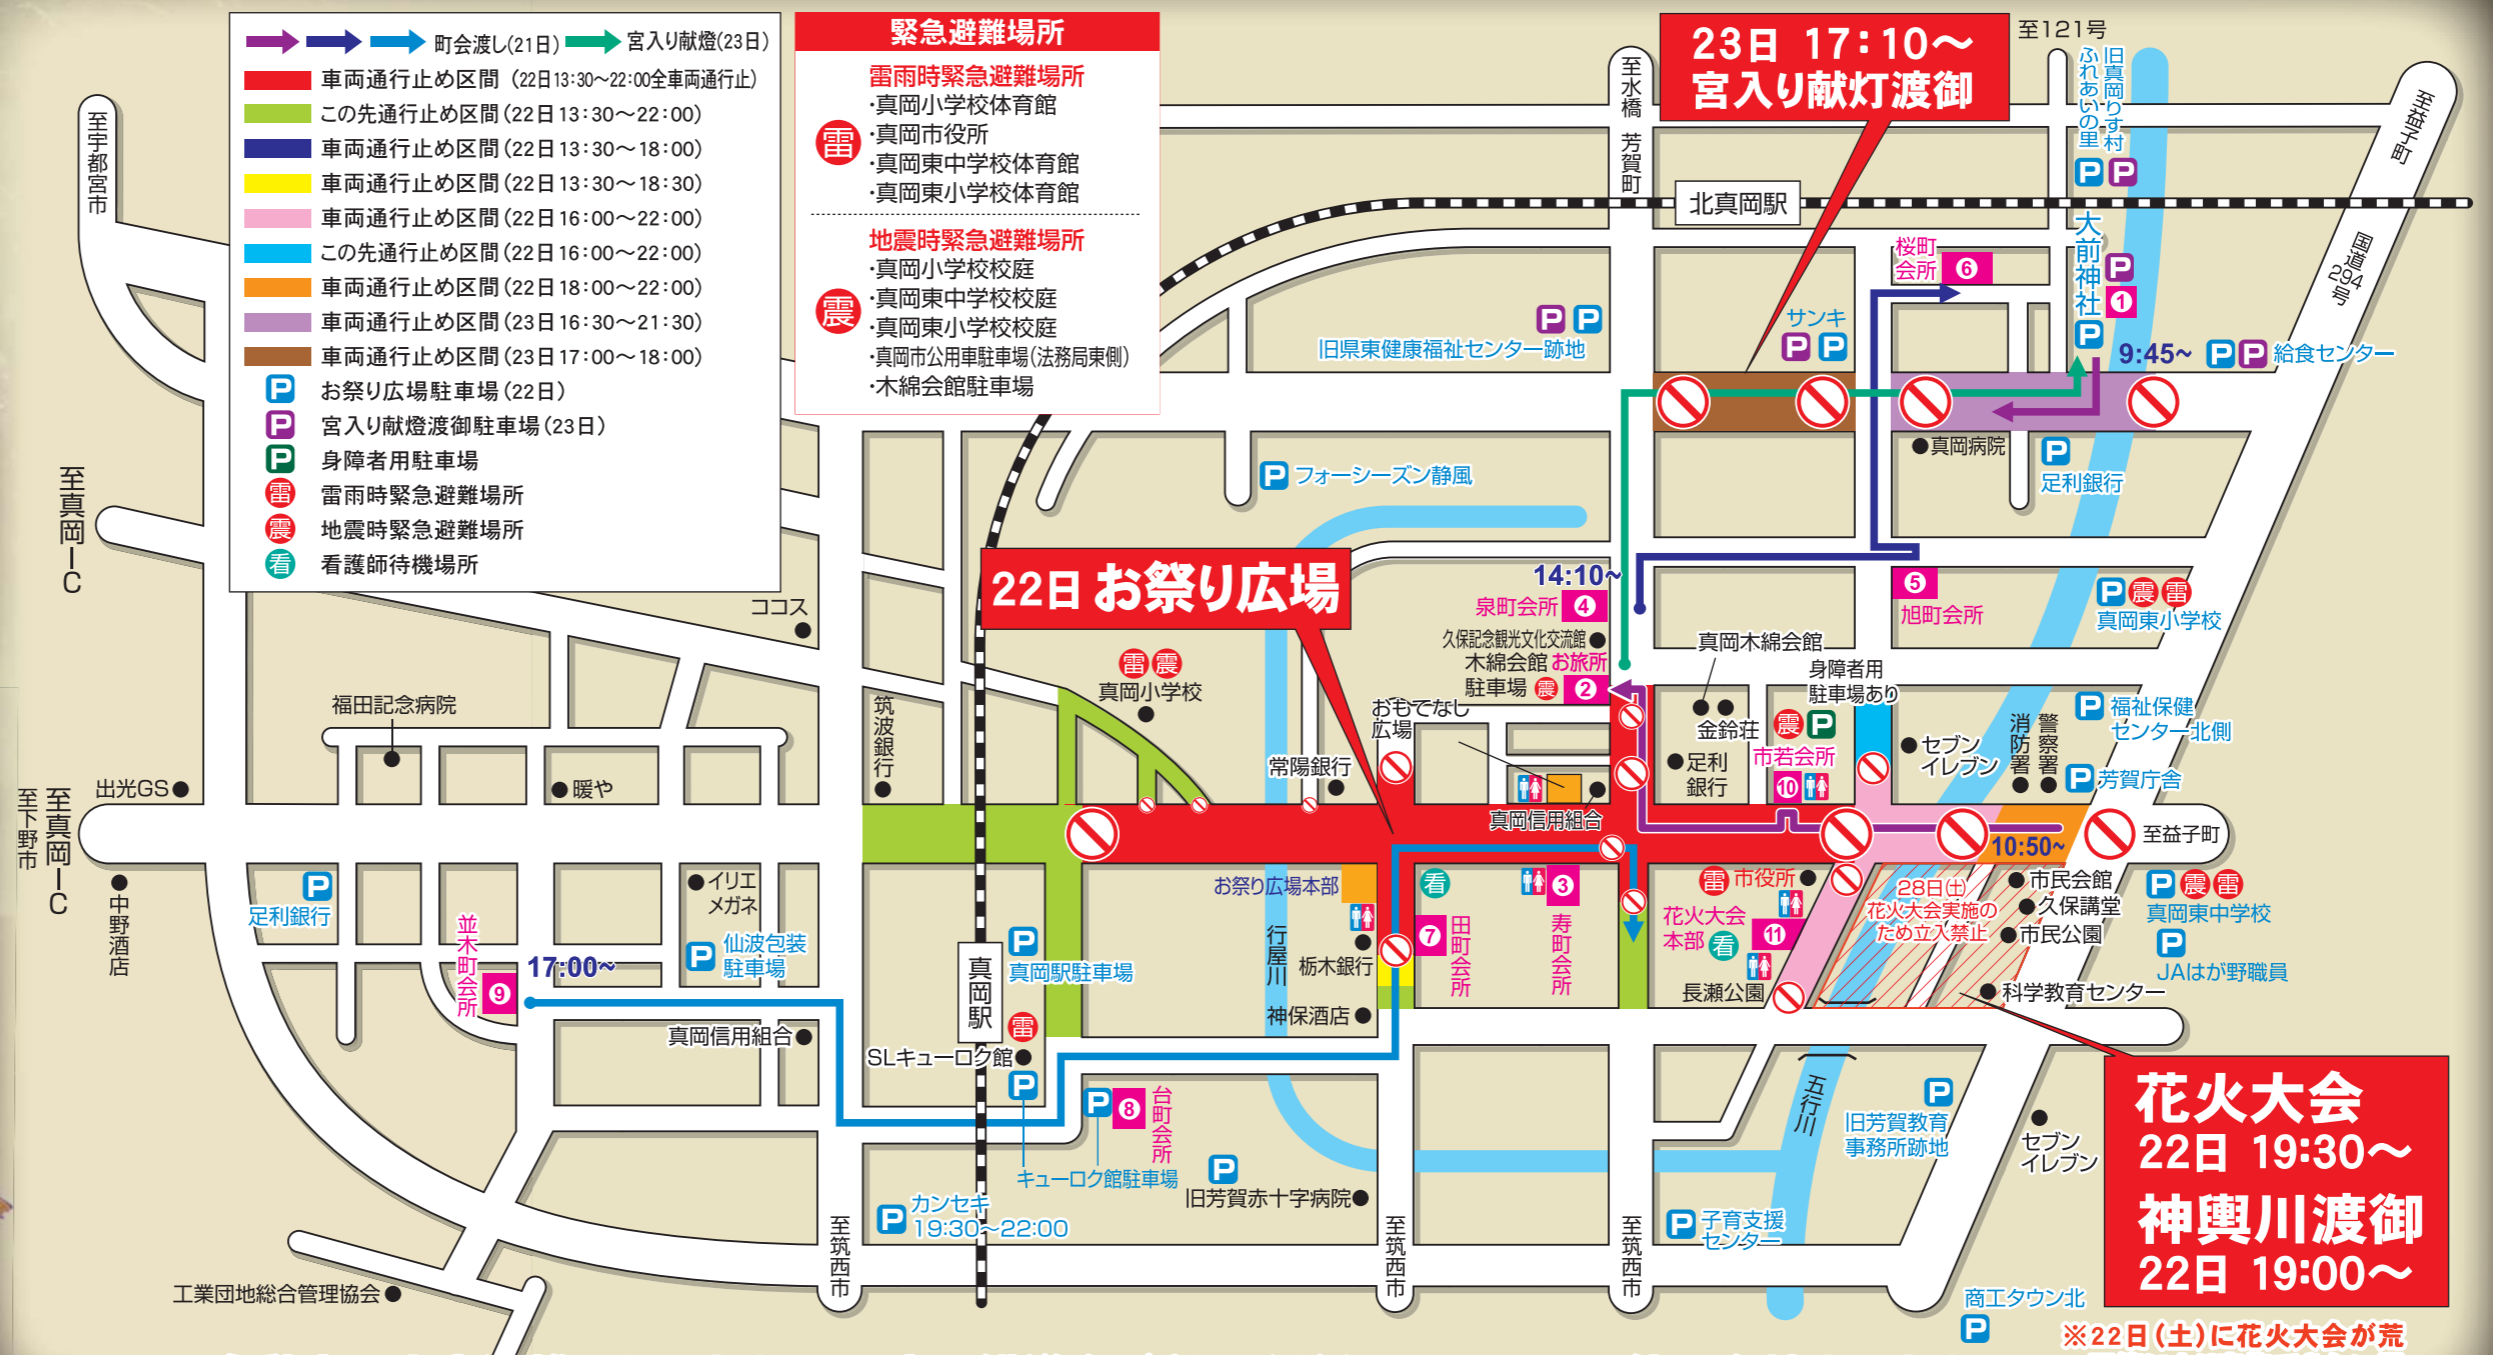 町会渡し(21日)
宮入り献燈(23日)
車両通行止め区間（22日13:30〜22:00全車両通行止）
この先通行止め区間（22日13:30〜22:00）
車両通行止め区間（22日13:30〜18:00）
車両通行止め区間（22日13:30〜18:30）
車両通行止め区間（22日16:00〜22:00）
この先通行止め区間（22日16:00〜22:00）
車両通行止め区間（22日18:00〜22:00）
車両通行止め区間（23日16:30〜21:30）
車両通行止め区間（23日17:00〜18:00）
P お祭り広場駐車場（22日）
P 宮入り献燈渡御駐車場（23日）
P 身障者用駐車場
雷 雷雨時緊急避難場所
震 地震時緊急避難場所
看 看護師待機場所
緊急避難場所
雷雨時緊急避難場所
雷
・真岡小学校体育館
・真岡市役所
・真岡東中学校体育館
・真岡東小学校体育館
地震時緊急避難場所
震
・真岡小学校校庭
・真岡東中学校校庭
・真岡東小学校校庭
・真岡市公用車駐車場（法務局東側）
・木綿会館駐車場
23日 17:10〜
宮入り献灯渡御
至121号
至水橋 芳賀町
旧真岡りす村
ふれあいの里
P P
至益子町
国道294号
至宇都宮市
北真岡駅
桜町
会所 6
大前神社
P 1
P
9:45~
P P 給食センター
サンキ
P P
P P
旧県東健康福祉センター跡地
真岡病院
P
足利銀行
P フォーシーズン静風
至真岡IC
22日 お祭り広場
14:10~
泉町会所 4
久保記念観光文化交流館
木綿会館 お旅所
駐車場 震 2
5
旭町会所
P 震 雷
真岡東小学校
ココス
雷 震
真岡小学校
真岡木綿会館
金鈴荘
身障者用
駐車場あり
震 P
市若会所
10
足利
銀行
セブン
イレブン
消防署
警察署
P 福祉保健
センター北側
P 芳賀庁舎
おもてなし
広場
常陽銀行
真岡信用組合
筑波銀行
福田記念病院
出光GS
暖や
至真岡IC
至下野市
至益子町
10:50~
中野酒店
P
足利銀行
イリエ
メガネ
P 仙波包装
駐車場
並木町会所
9
17:00~
真岡信用組合
真岡駅
P
真岡駅駐車場
雷
SLキューロク館
P
キューロク館駐車場
P 8 台町会所
行屋川
お祭り広場本部
栃木銀行
神保酒店
看
7 田町会所
3
寿町会所
雷 市役所
花火大会
本部 看 11
長瀬公園
28日(土)
花火大会実施の
ため立入禁止
市民会館
久保講堂
市民公園
科学教育センター
P 震 雷
真岡東中学校
P
JAはが野職員
五行川
P
旧芳賀教育
事務所跡地
セブン
イレブン
花火大会
22日 19:30〜
神輿川渡御
22日 19:00〜
P
旧芳賀赤十字病院
P カンセキ
19:30〜22:00
至筑西市
至筑西市
至筑西市
P 子育支援
センター
工業団地総合管理協会
商工タウン北
P
※22日（土）に花火大会が荒